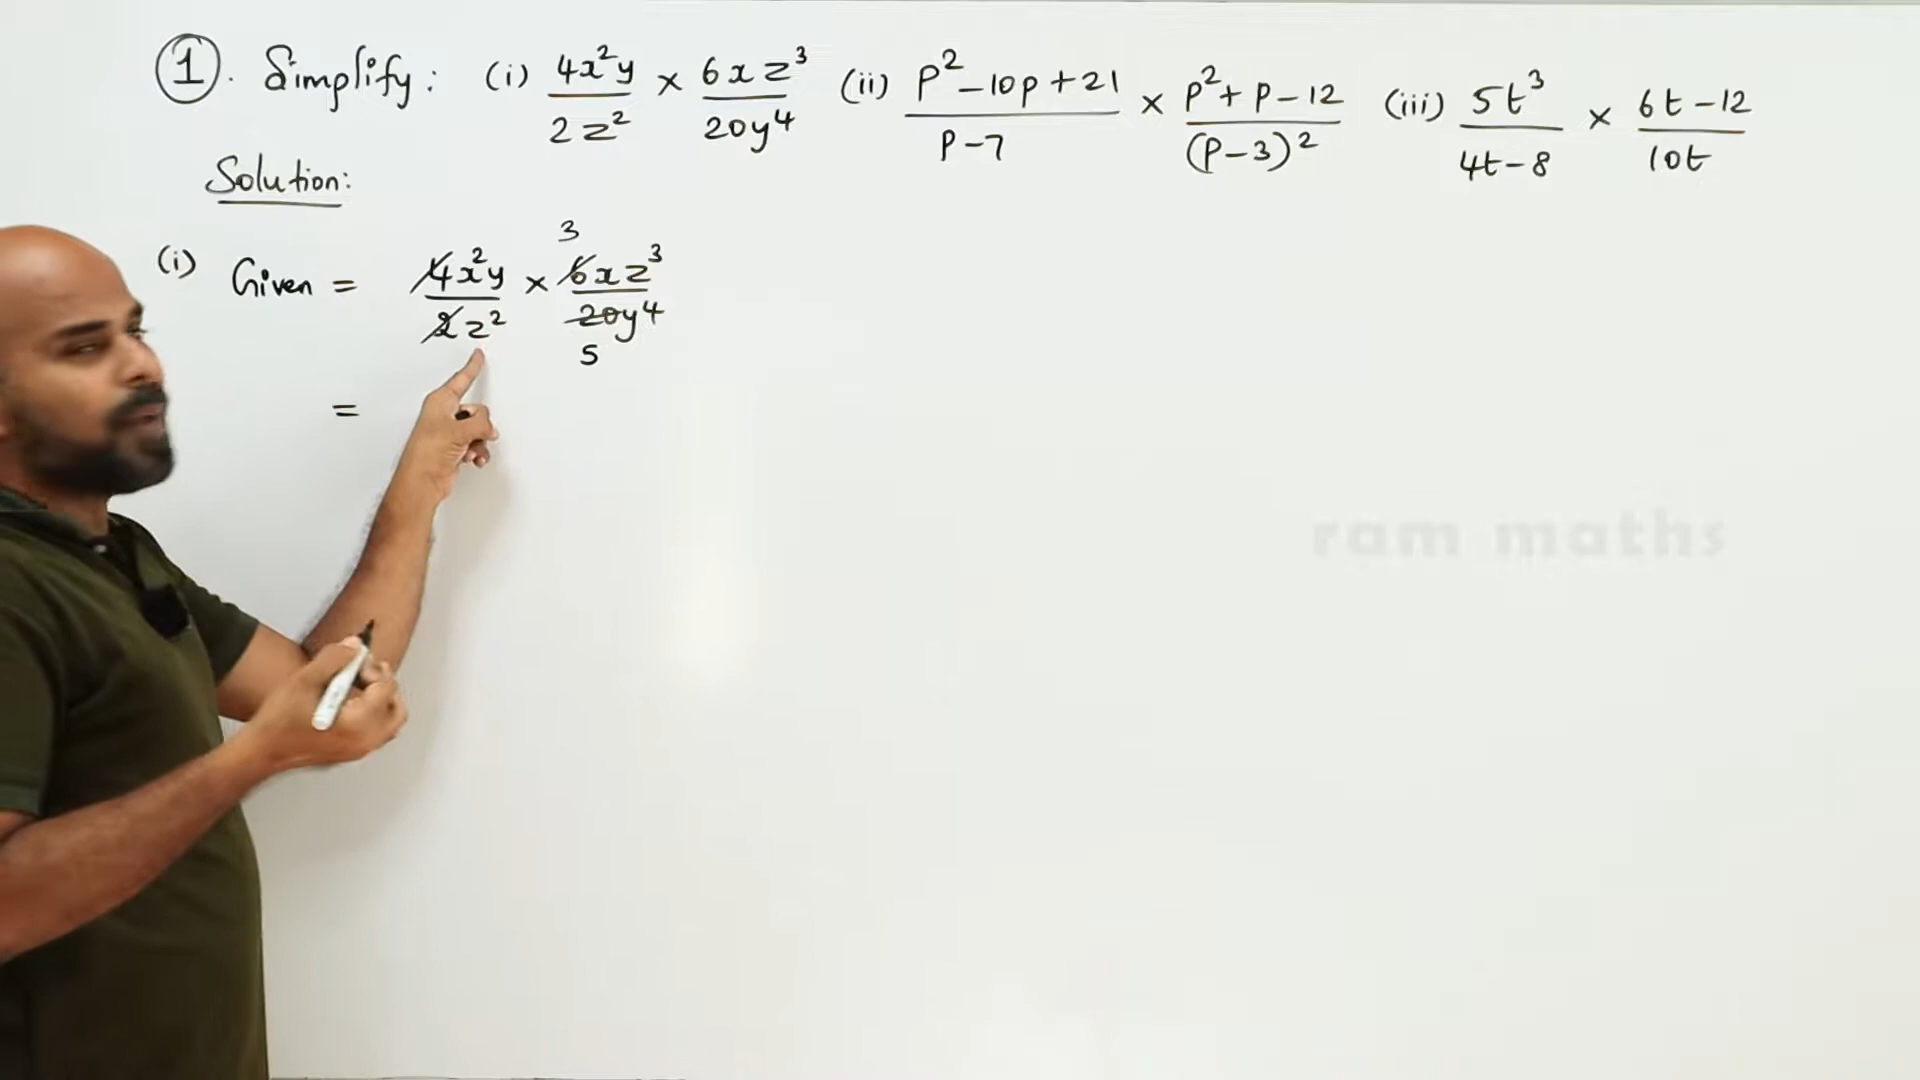 1. Simplify: (i) 4x²y/2z² × 6xz³/20y⁴ (ii) p²-10p+21/p-7 × p²+p-12/(p-3)² (iii) 5t³/4t-8 × 6t-12/10t
Solution:
(i) Given = 4x²y/2z² × 6xz³/20y⁴
3
5
=
ram maths